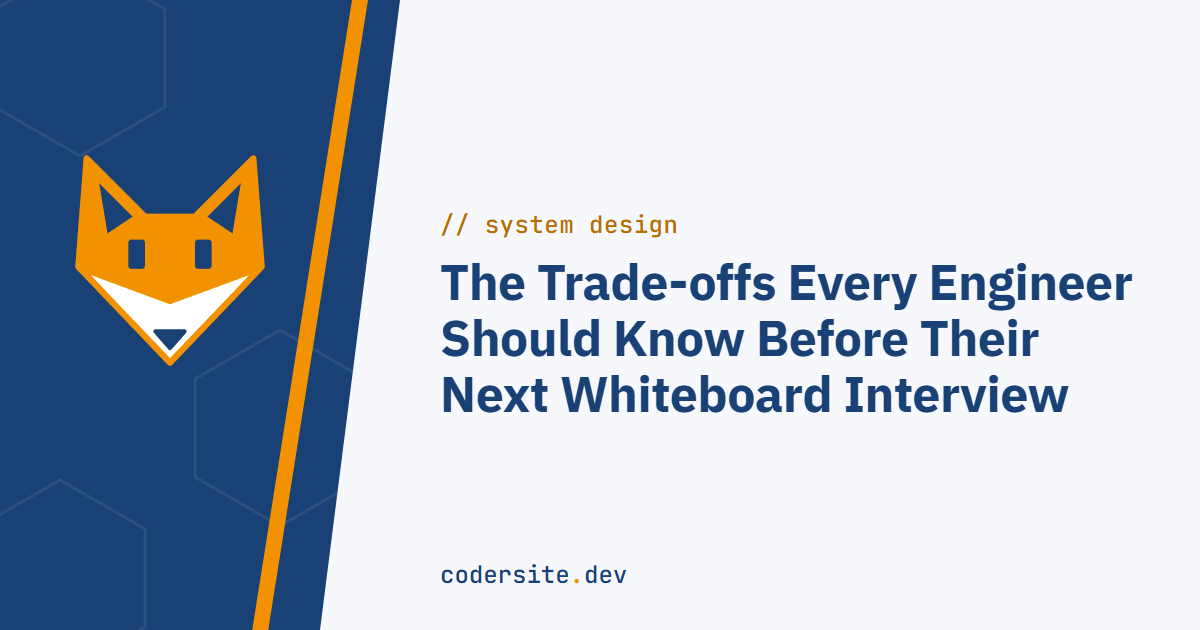 // system design
The Trade-offs Every Engineer
Should Know Before Their
Next Whiteboard Interview
codersite.dev